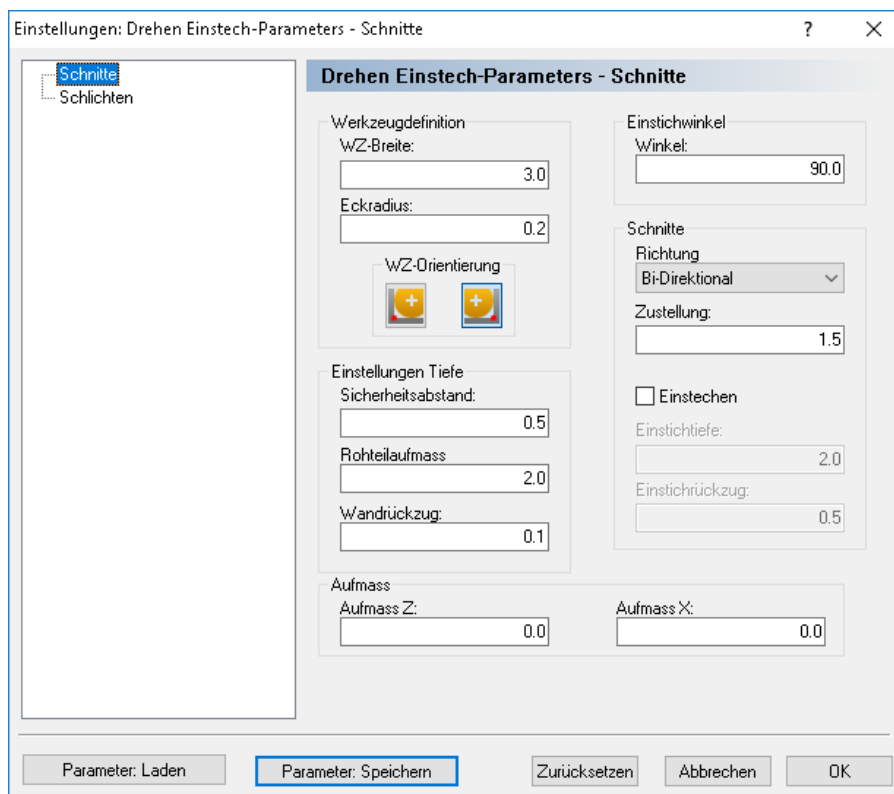 Einstellungen: Drehen Einstech-Parameters - Schnitte
?
Schnitte
Schlichten
Drehen Einstech-Parameters - Schnitte
Werkzeugdefinition
WZ-Breite:
3.0
Eckradius:
0.2
WZ-Orientierung
Einstellungen Tiefe
Sicherheitsabstand:
0.5
Rohteilaufmass
2.0
Wandrückzug:
0.1
Einstichwinkel
Winkel:
90.0
Schnitte
Richtung
Bi-Direktional
Zustellung:
1.5
Einstechen
Einstichtiefe:
2.0
Einstichrückzug:
0.5
Aufmass
Aufmass Z:
0.0
Aufmass X:
0.0
Parameter: Laden
Parameter: Speichern
Zurücksetzen
Abbrechen
OK